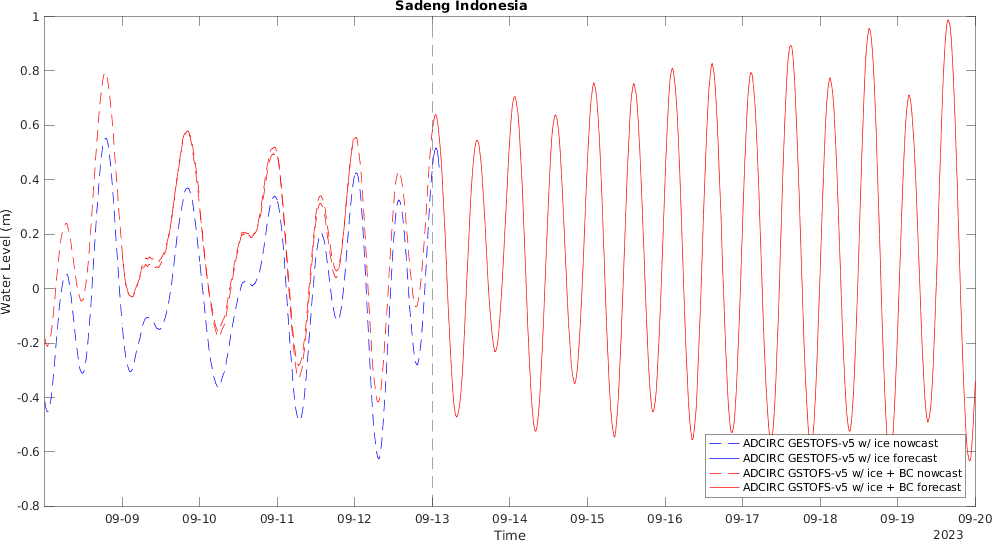 Sadeng Indonesia
1
0.8
0.6
0.4
0.2
0
-0.2
-0.4
-0.6
-0.8
Water Level (m)
ADCIRC GESTOFS-v5 w/ ice nowcast
ADCIRC GESTOFS-v5 w/ ice forecast
ADCIRC GSTOFS-v5 w/ ice + BC nowcast
ADCIRC GSTOFS-v5 w/ ice + BC forecast
09-09 09-10 09-11 09-12 09-13 09-14 09-15 09-16 09-17 09-18 09-19 09-20
Time
2023